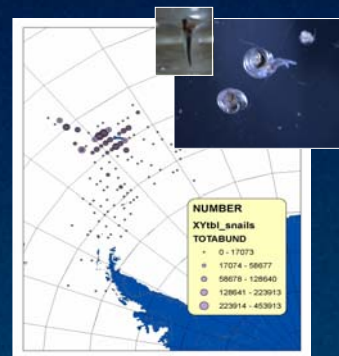 NUMBER
XYtbl_snails
TOTABUND
0 - 17073
17074 - 58677
58678 - 128640
128641 - 223913
223914 - 453913